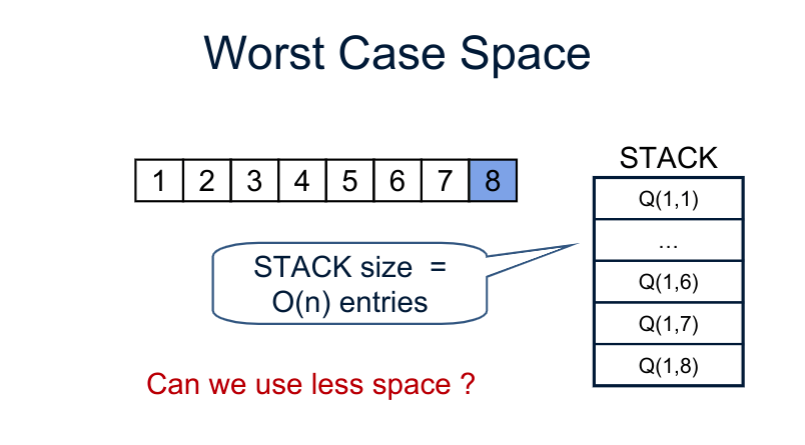 Worst Case Space
1 2 3 4 5 6 7 8
STACK
Q(1,1)
...
Q(1,6)
Q(1,7)
Q(1,8)
STACK size =
O(n) entries
Can we use less space ?